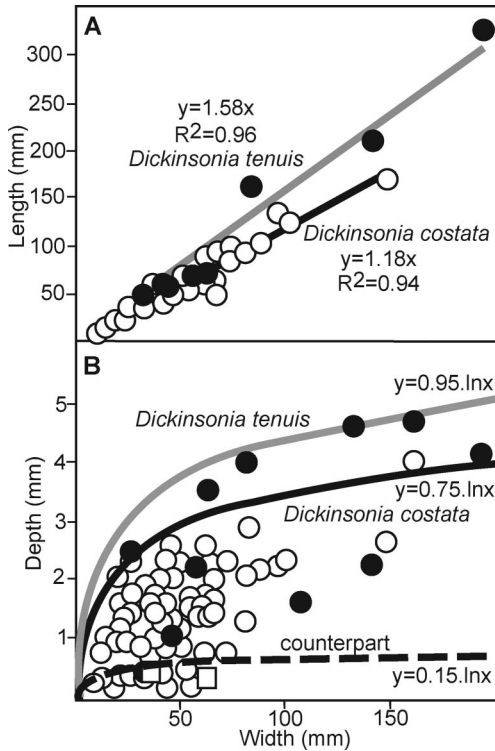 A
300
250
200
150
100
50
Length (mm)
y=1.58x
R2=0.96
Dickinsonia tenuis
Dickinsonia costata
y=1.18x
R2=0.94
B
5
4
3
2
1
Depth (mm)
y=0.95.lnx
Dickinsonia tenuis
y=0.75.lnx
Dickinsonia costata
counterpart
y=0.15.lnx
50
100
150
Width (mm)